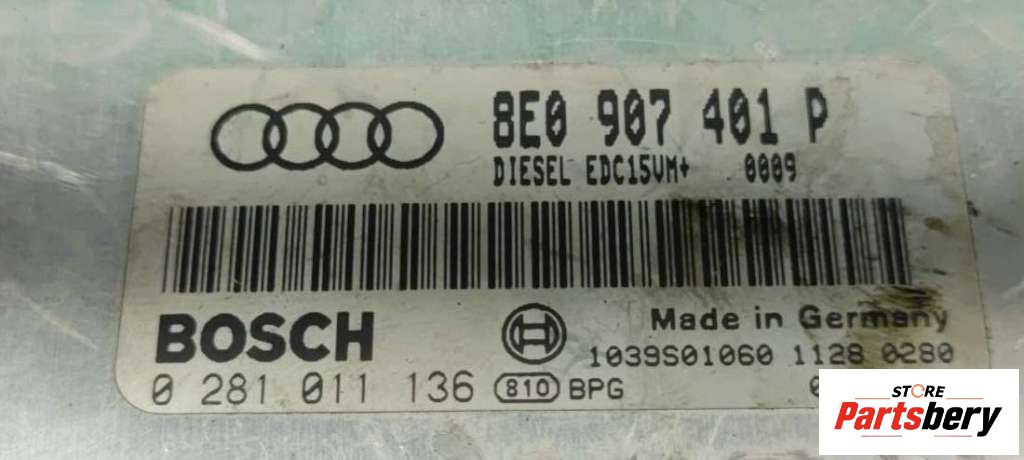 8E0 907 401 P
DIESEL EDC15VM+ 0009
BOSCH
Made in Germany
1039S01060 1128 0280
0 281 011 136 810 BPG
STORE
Partsbery